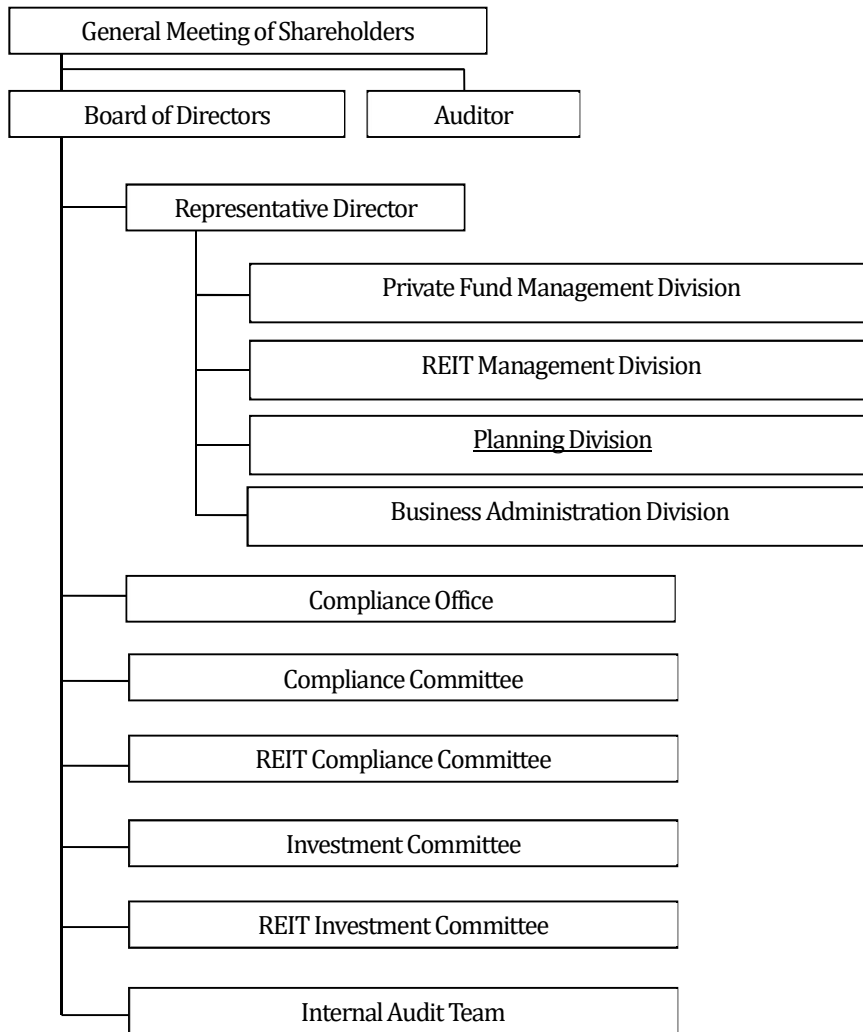 General Meeting of Shareholders
Board of Directors
Auditor
Representative Director
Private Fund Management Division
REIT Management Division
Planning Division
Business Administration Division
Compliance Office
Compliance Committee
REIT Compliance Committee
Investment Committee
REIT Investment Committee
Internal Audit Team